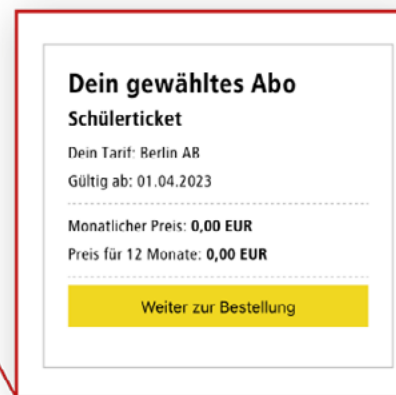 Dein gewähltes Abo
Schülerticket
Dein Tarif: Berlin AB
Gültig ab: 01.04.2023
Monatlicher Preis: 0,00 EUR
Preis für 12 Monate: 0,00 EUR
Weiter zur Bestellung